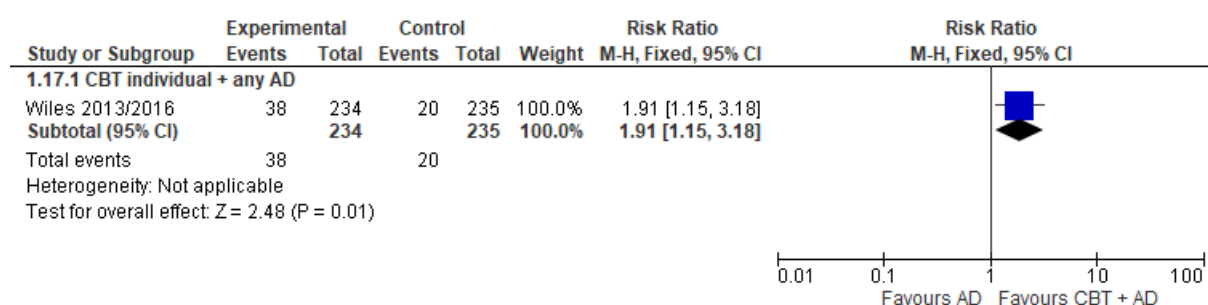 Experimental Control Risk Ratio Risk Ratio
Study or Subgroup Events Total Events Total Weight M-H, Fixed, 95% CI M-H, Fixed, 95% CI
1.17.1 CBT individual + any AD
Wiles 2013/2016 38 234 20 235 100.0% 1.91 [1.15, 3.18]
Subtotal (95% CI) 234 235 100.0% 1.91 [1.15, 3.18]
Total events 38 20
Heterogeneity: Not applicable
Test for overall effect: Z = 2.48 (P = 0.01)
0.01 0.1 1 10 100
Favours AD Favours CBT + AD